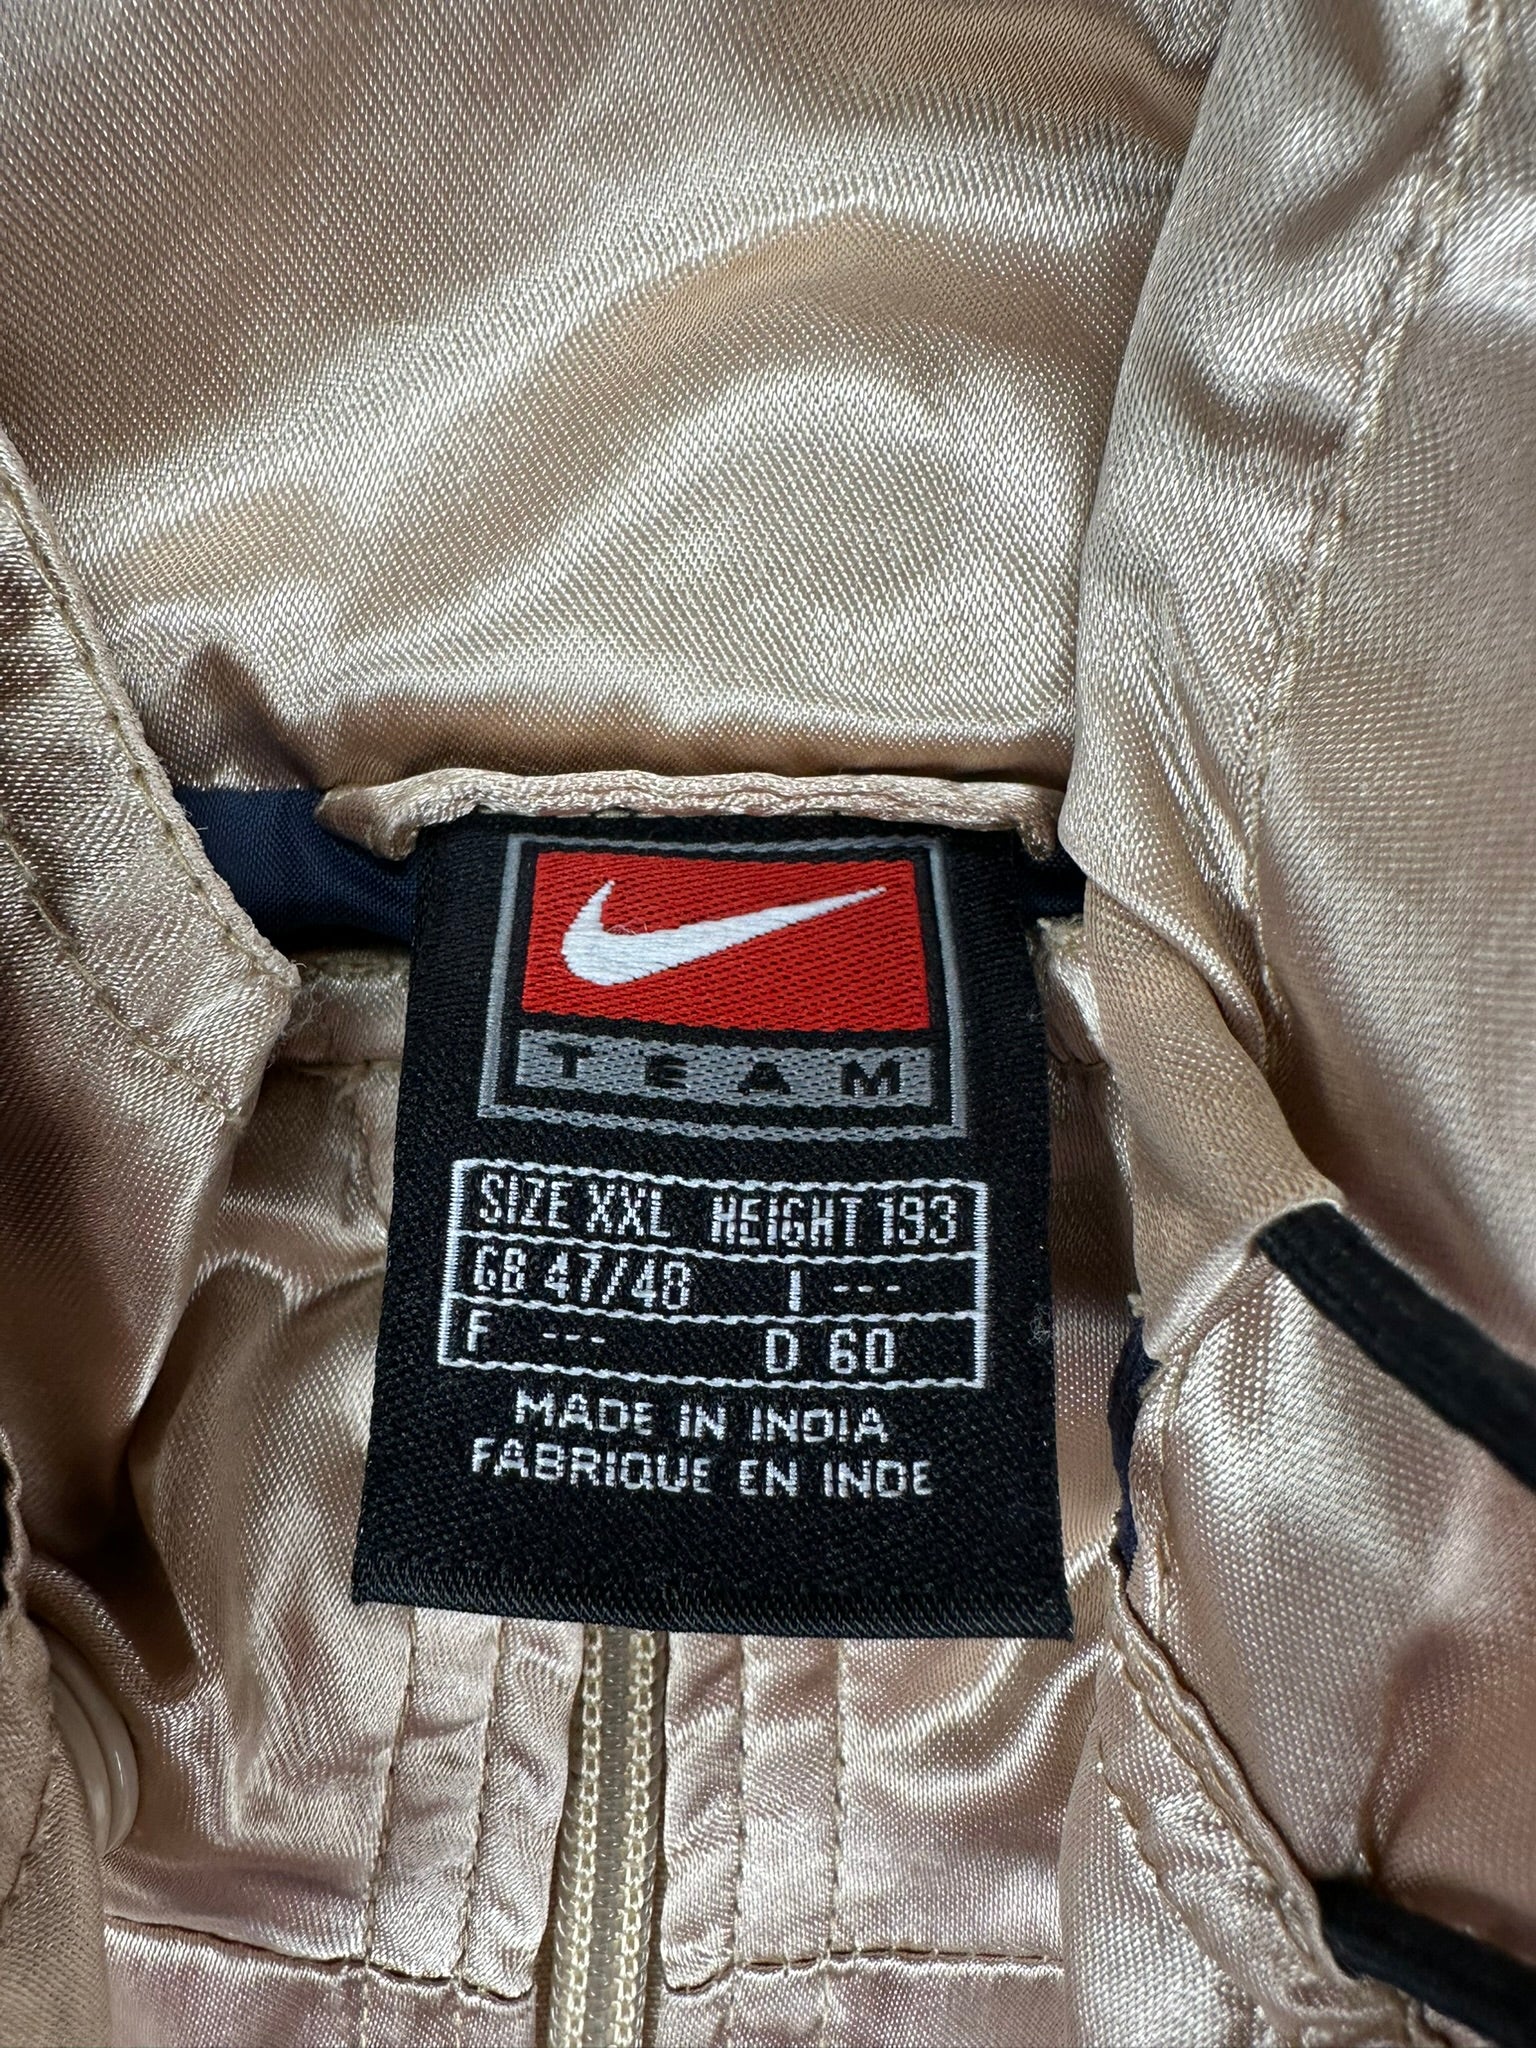 TEAM
SIZE XXL HEIGHT 193
GB 47/48 I ---
F --- D 60
MADE IN INDIA
FABRIQUE EN INDE